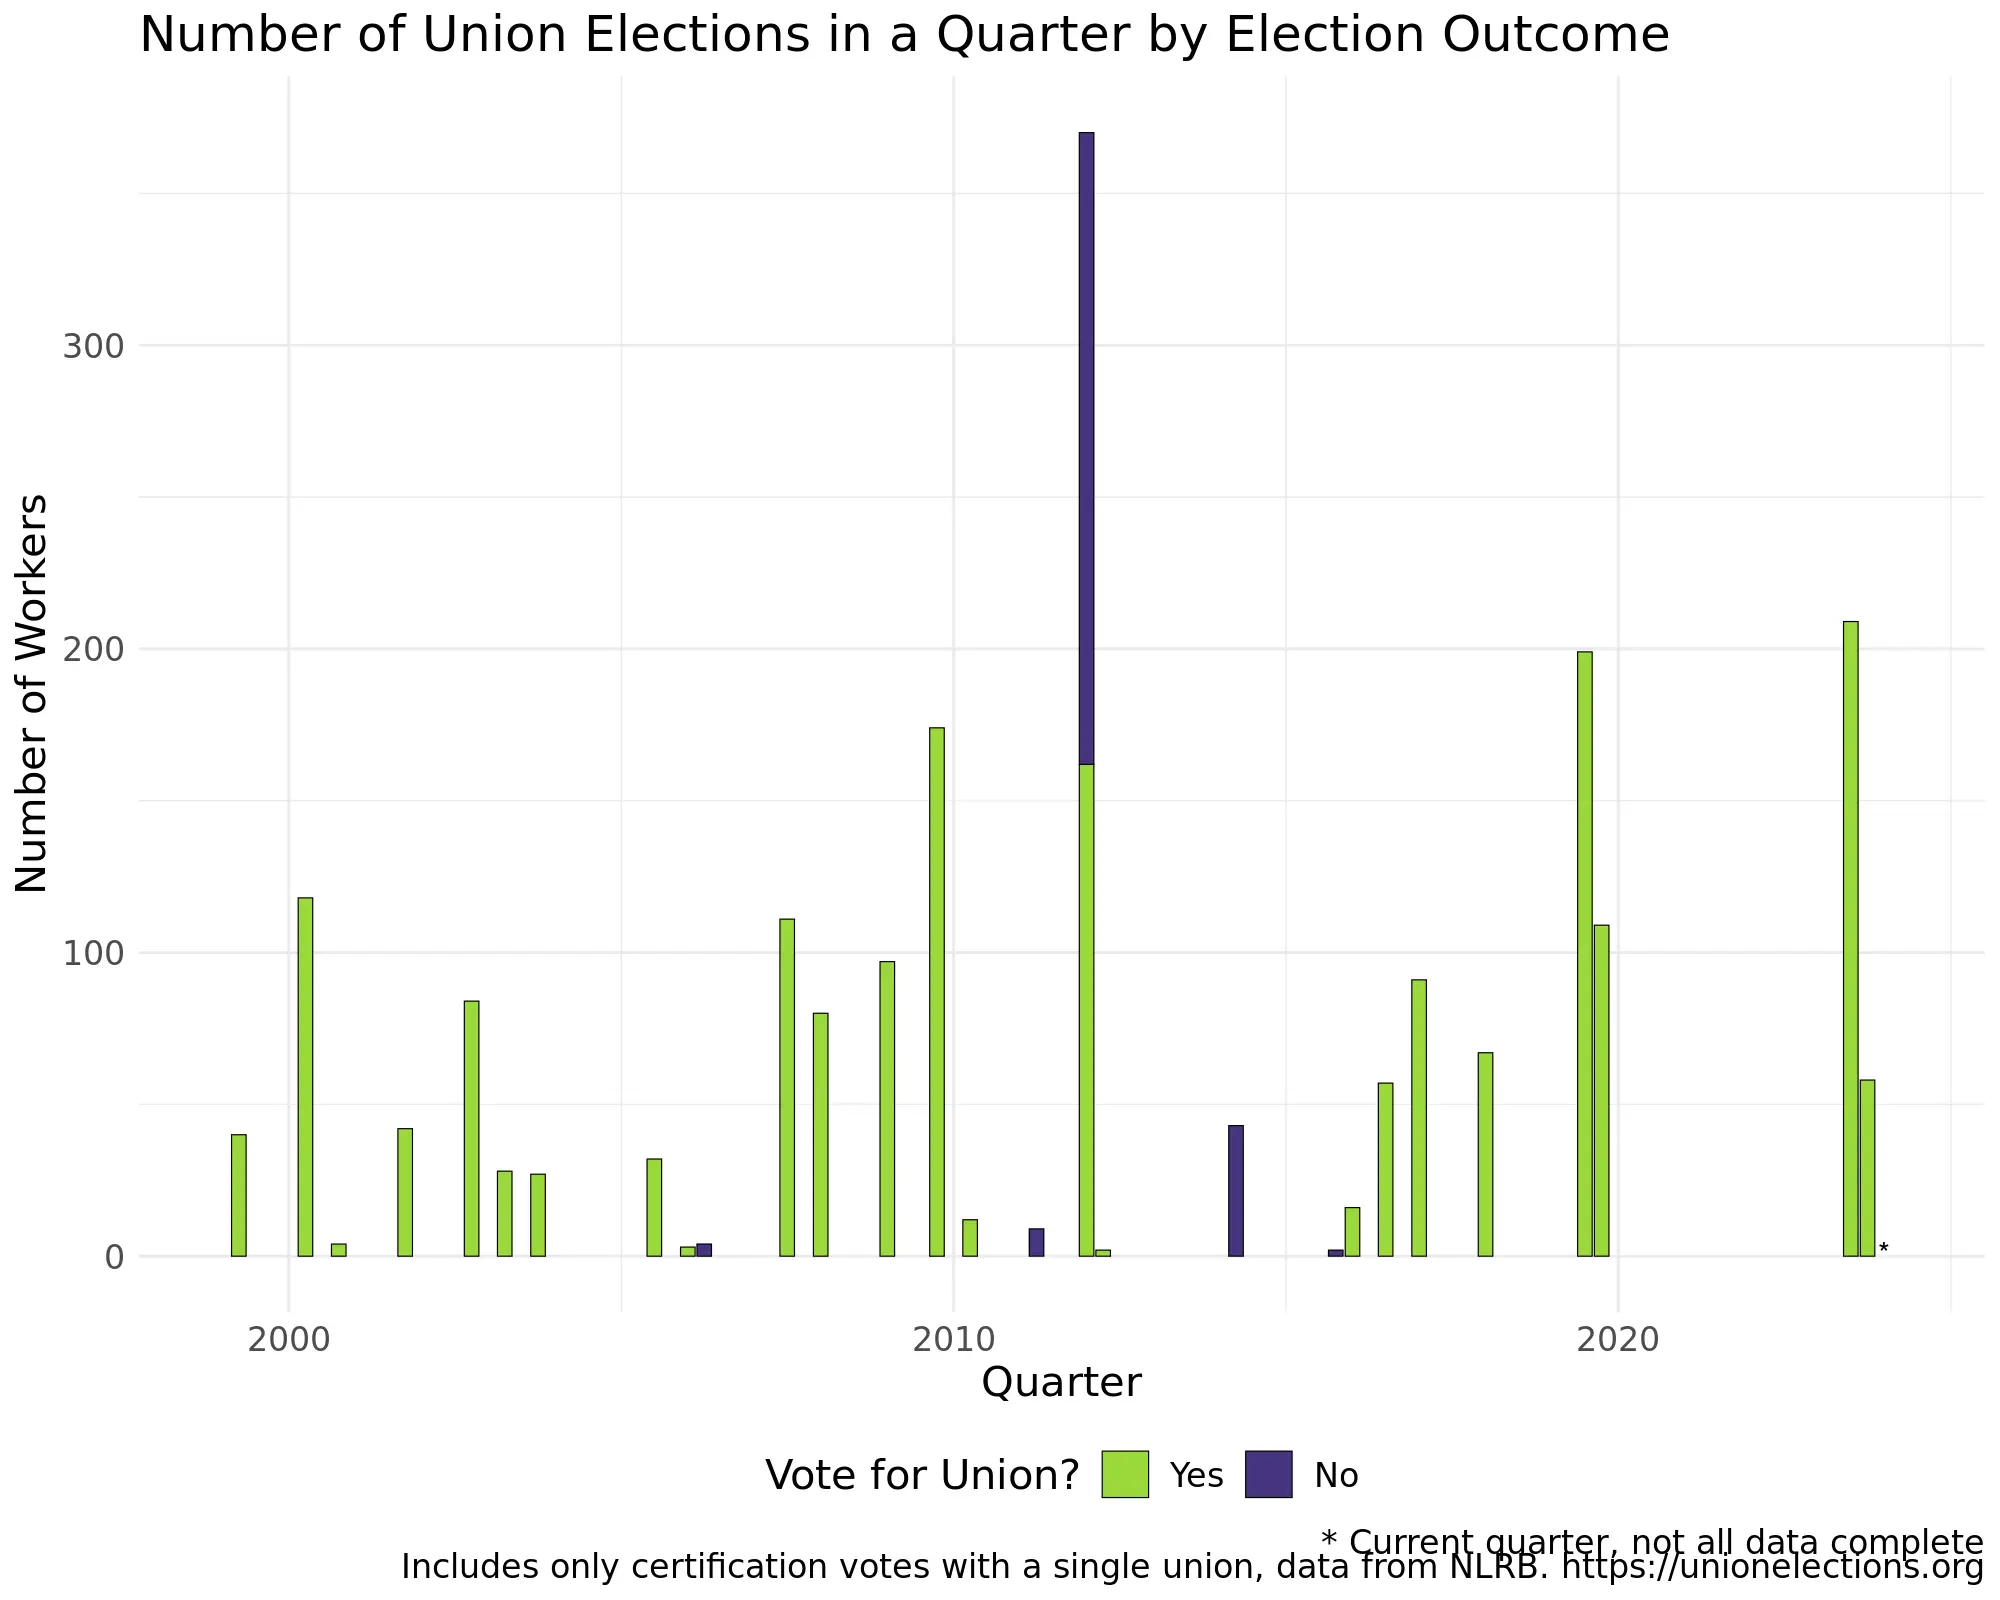 Number of Union Elections in a Quarter by Election Outcome
Number of Workers
300
200
100
0
*
2000 2010 2020
Quarter
Vote for Union? Yes No
* Current quarter, not all data complete
Includes only certification votes with a single union, data from NLRB. https://unionelections.org